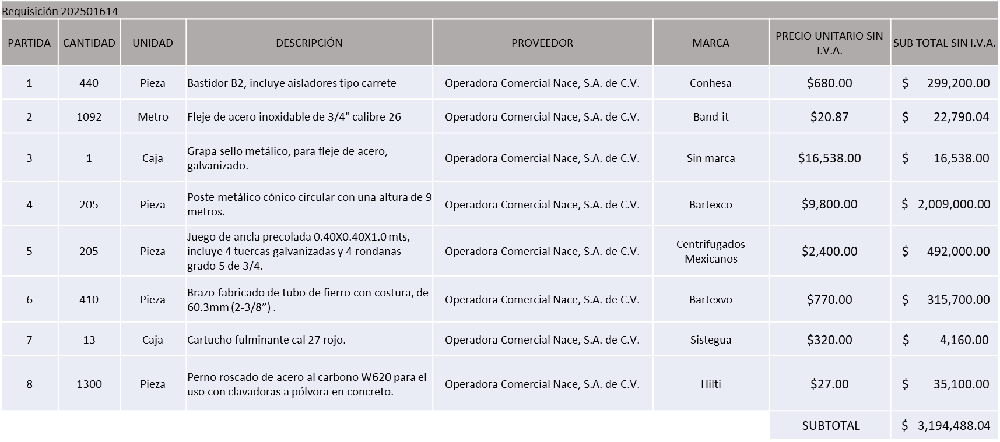 Requisición 202501614
PARTIDA CANTIDAD UNIDAD DESCRIPCIÓN PROVEEDOR MARCA PRECIO UNITARIO SIN I.V.A. SUB TOTAL SIN I.V.A.
1 440 Pieza Bastidor B2, incluye aisladores tipo carrete Operadora Comercial Nace, S.A. de C.V. Conhesa $680.00 $ 299,200.00
2 1092 Metro Fleje de acero inoxidable de 3/4" calibre 26 Operadora Comercial Nace, S.A. de C.V. Band-it $20.87 $ 22,790.04
3 1 Caja Grapa sello metálico, para fleje de acero, galvanizado. Operadora Comercial Nace, S.A. de C.V. Sin marca $16,538.00 $ 16,538.00
4 205 Pieza Poste metálico cónico circular con una altura de 9 metros. Operadora Comercial Nace, S.A. de C.V. Bartexco $9,800.00 $ 2,009,000.00
5 205 Pieza Juego de ancla precolada 0.40X0.40X1.0 mts, incluye 4 tuercas galvanizadas y 4 rondanas grado 5 de 3/4. Operadora Comercial Nace, S.A. de C.V. Centrifugados Mexicanos $2,400.00 $ 492,000.00
6 410 Pieza Brazo fabricado de tubo de fierro con costura, de 60.3mm (2-3/8”) . Operadora Comercial Nace, S.A. de C.V. Bartexvo $770.00 $ 315,700.00
7 13 Caja Cartucho fulminante cal 27 rojo. Operadora Comercial Nace, S.A. de C.V. Sistegua $320.00 $ 4,160.00
8 1300 Pieza Perno roscado de acero al carbono W620 para el uso con clavadoras a pólvora en concreto. Operadora Comercial Nace, S.A. de C.V. Hilti $27.00 $ 35,100.00
SUBTOTAL $ 3,194,488.04